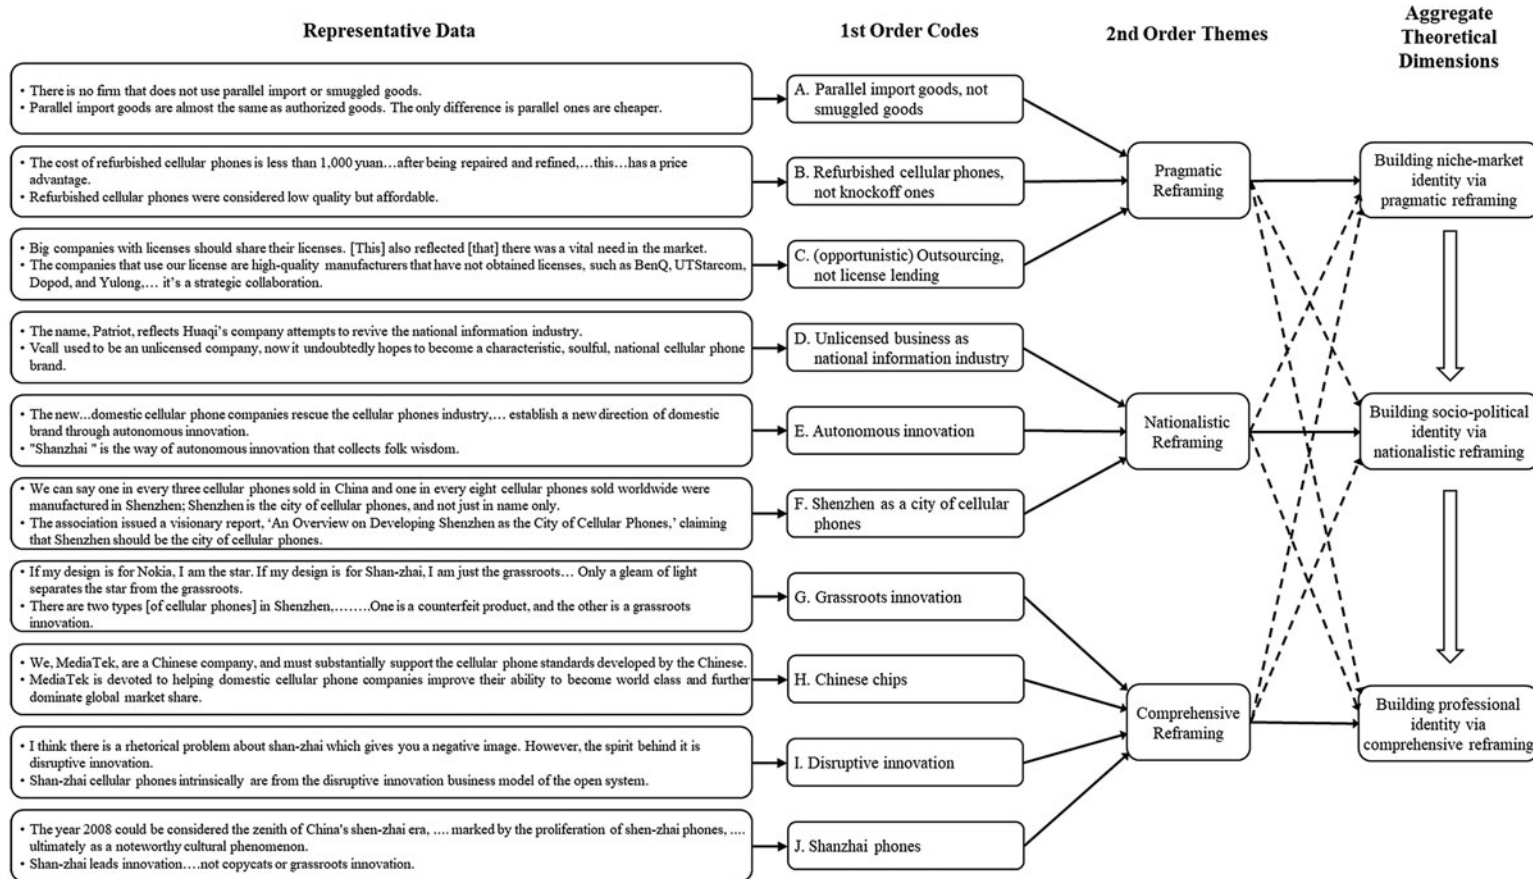 Representative Data
1st Order Codes
2nd Order Themes
Aggregate
Theoretical
Dimensions
• There is no firm that does not use parallel import or smuggled goods.
• Parallel import goods are almost the same as authorized goods. The only difference is parallel ones are cheaper.
A. Parallel import goods, not
smuggled goods
• The cost of refurbished cellular phones is less than 1,000 yuan…after being repaired and refined,…this…has a price
advantage.
• Refurbished cellular phones were considered low quality but affordable.
B. Refurbished cellular phones,
not knockoff ones
• Big companies with licenses should share their licenses. [This] also reflected [that] there was a vital need in the market.
• The companies that use our license are high-quality manufacturers that have not obtained licenses, such as BenQ, UTStarcom,
Dopod, and Yulong,… it's a strategic collaboration.
C. (opportunistic) Outsourcing,
not license lending
Pragmatic
Reframing
Building niche-market
identity via
pragmatic reframing
• The name, Patriot, reflects Huaqi's company attempts to revive the national information industry.
• Vcall used to be an unlicensed company, now it undoubtedly hopes to become a characteristic, soulful, national cellular phone
brand.
D. Unlicensed business as
national information industry
• The new...domestic cellular phone companies rescue the cellular phones industry,… establish a new direction of domestic
brand through autonomous innovation.
• "Shanzhai " is the way of autonomous innovation that collects folk wisdom.
E. Autonomous innovation
• We can say one in every three cellular phones sold in China and one in every eight cellular phones sold worldwide were
manufactured in Shenzhen; Shenzhen is the city of cellular phones, and not just in name only.
• The association issued a visionary report, 'An Overview on Developing Shenzhen as the City of Cellular Phones,' claiming
that Shenzhen should be the city of cellular phones.
F. Shenzhen as a city of cellular
phones
Nationalistic
Reframing
Building socio-political
identity via
nationalistic reframing
• If my design is for Nokia, I am the star. If my design is for Shan-zhai, I am just the grassroots… Only a gleam of light
separates the star from the grassroots.
• There are two types [of cellular phones] in Shenzhen,……..One is a counterfeit product, and the other is a grassroots
innovation.
G. Grassroots innovation
• We, MediaTek, are a Chinese company, and must substantially support the cellular phone standards developed by the Chinese.
• MediaTek is devoted to helping domestic cellular phone companies improve their ability to become world class and further
dominate global market share.
H. Chinese chips
• I think there is a rhetorical problem about shan-zhai which gives you a negative image. However, the spirit behind it is
disruptive innovation.
• Shan-zhai cellular phones intrinsically are from the disruptive innovation business model of the open system.
I. Disruptive innovation
• The year 2008 could be considered the zenith of China's shen-zhai era, .... marked by the proliferation of shen-zhai phones, ....
ultimately as a noteworthy cultural phenomenon.
• Shan-zhai leads innovation….not copycats or grassroots innovation.
J. Shanzhai phones
Comprehensive
Reframing
Building professional
identity via
comprehensive reframing